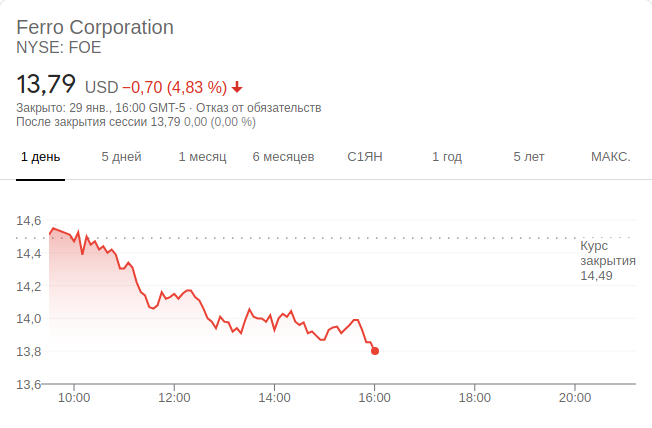 Ferro Corporation
NYSE: FOE
13,79 USD −0,70 (4,83 %)
Закрыто: 29 янв., 16:00 GMT-5 · Отказ от обязательств
После закрытия сессии 13,79 0,00 (0,00 %)
1 день 5 дней 1 месяц 6 месяцев С1ЯН 1 год 5 лет МАКС.
14,6
Курс
закрытия
14,49
14,4
14,2
14,0
13,8
13,6
10:00 12:00 14:00 16:00 18:00 20:00